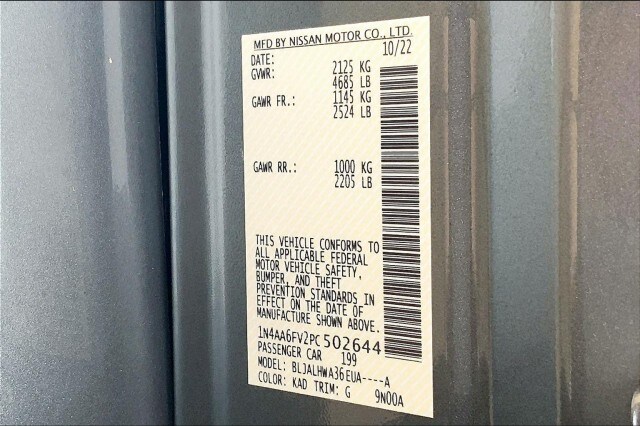 MFD BY NISSAN MOTOR CO., LTD.
DATE: 10/22
GVWR: 2125 KG
4685 LB
GAWR FR.: 1145 KG
2524 LB
GAWR RR.: 1000 KG
2205 LB
THIS VEHICLE CONFORMS TO
ALL APPLICABLE FEDERAL
MOTOR VEHICLE SAFETY,
BUMPER, AND THEFT
PREVENTION STANDARDS IN
EFFECT ON THE DATE OF
MANUFACTURE SHOWN ABOVE.
1N4AA6FV2PC502644
PASSENGER CAR 199
MODEL: BLJALHWA36EUA----A
COLOR: KAD TRIM: G 9N00A